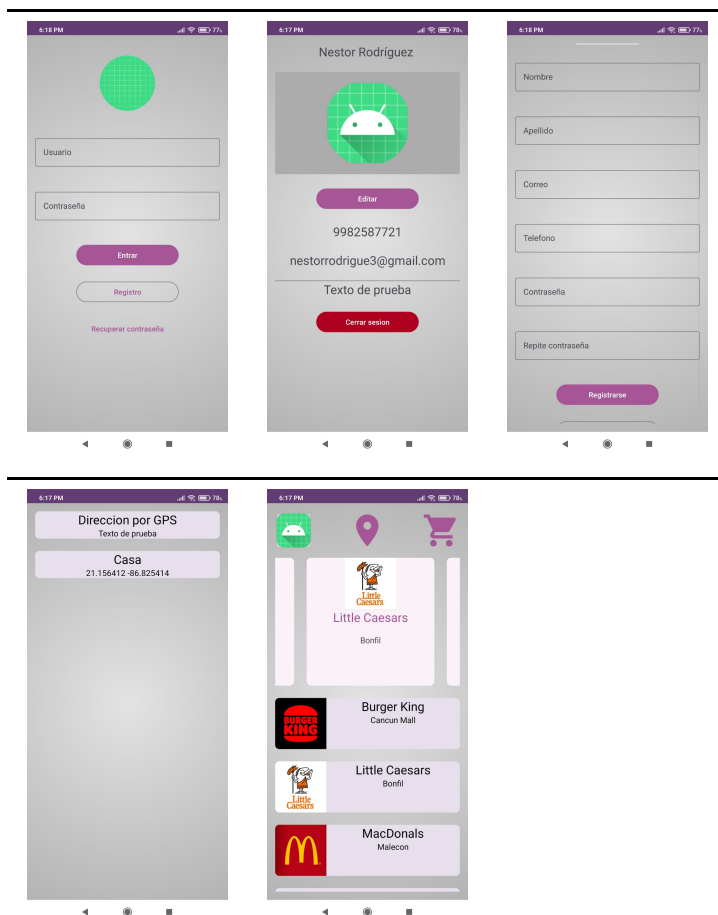 6:18 PM
77%
Usuario
Contraseña
Entrar
Registro
Recuperar contraseña
6:17 PM
78%
Nestor Rodríguez
Editar
9982587721
nestorrodrigue3@gmail.com
Texto de prueba
Cerrar sesion
6:18 PM
77%
Nombre
Apellido
Correo
Telefono
Contraseña
Repite contraseña
Registrarse
6:17 PM
78%
Direccion por GPS
Texto de prueba
Casa
21.156412 -86.825414
6:17 PM
78%
Little
Caesars
Little Caesars
Bonfil
BURGER
KING
Burger King
Cancun Mall
Little
Caesars
Little Caesars
Bonfil
MacDonals
Malecon